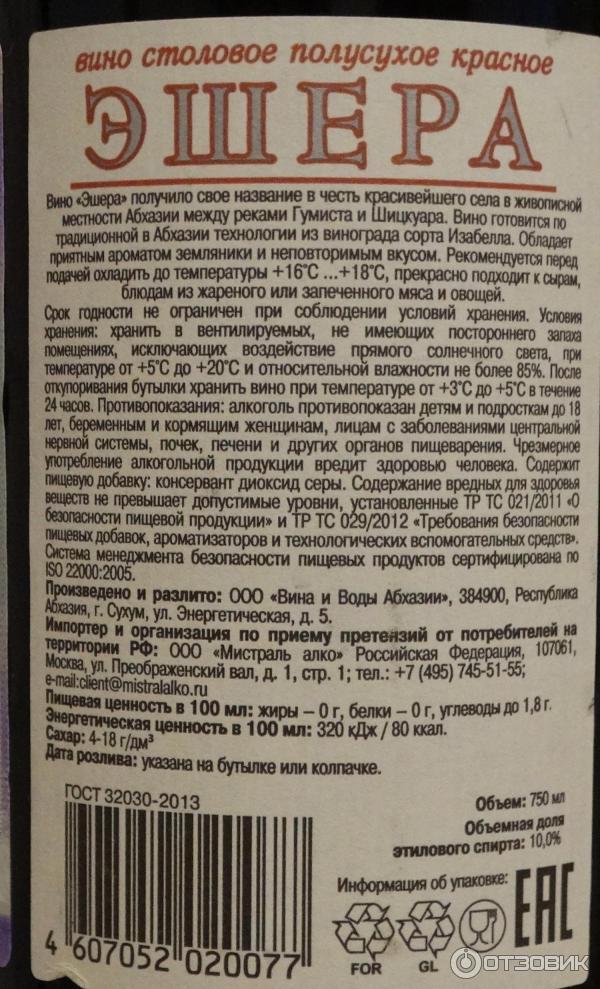 вино столовое полусухое красное
ЭШЕРА
Вино «Эшера» получило свое название в честь красивейшего села в живописной
местности Абхазии между реками Гумиста и Шицкуара. Вино готовится по
традиционной в Абхазии технологии из винограда сорта Изабелла. Обладает
приятным ароматом земляники и неповторимым вкусом. Рекомендуется перед
подачей охладить до температуры +16°С ...+18°С, прекрасно подходит к сырам,
блюдам из жареного или запеченного мяса и овощей.
Срок годности не ограничен при соблюдении условий хранения. Условия
хранения: хранить в вентилируемых, не имеющих постороннего запаха
помещениях, исключающих воздействие прямого солнечного света, при
температуре от +5°С до +20°С и относительной влажности не более 85%. После
откупоривания бутылки хранить вино при температуре от +3°С до +5°С в течение
24 часов. Противопоказания: алкоголь противопоказан детям и подросткам до 18
лет, беременным и кормящим женщинам, лицам с заболеваниями центральной
нервной системы, почек, печени и других органов пищеварения. Чрезмерное
употребление алкогольной продукции вредит здоровью человека. Содержит
пищевую добавку: консервант диоксид серы. Содержание вредных для здоровья
веществ не превышает допустимые уровни, установленные ТР ТС 021/2011 «О
безопасности пищевой продукции» и ТР ТС 029/2012 «Требования безопасности
пищевых добавок, ароматизаторов и технологических вспомогательных средств».
Система менеджмента безопасности пищевых продуктов сертифицирована по
ISO 22000:2005.
Произведено и разлито: ООО «Вина и Воды Абхазии», 384900, Республика
Абхазия, г. Сухум, ул. Энергетическая, д. 5.
Импортер и организация по приему претензий от потребителей на
территории РФ: ООО «Мистраль алко» Российская Федерация, 107061,
Москва, ул. Преображенский вал, д. 1, стр. 1; тел.: +7 (495) 745-51-55;
e-mail:client@mistralalko.ru
Пищевая ценность в 100 мл: жиры – 0 г, белки – 0 г, углеводы до 1,8 г.
Энергетическая ценность в 100 мл: 320 кДж / 80 ккал.
Сахар: 4-18 г/дм³
Дата розлива: указана на бутылке или колпачке.
ГОСТ 32030-2013
Объем: 750 мл
Объемная доля
этилового спирта: 10,0%
Информация об упаковке:
EAC
FOR
GL
4 607052 020077
ОТЗОВИК